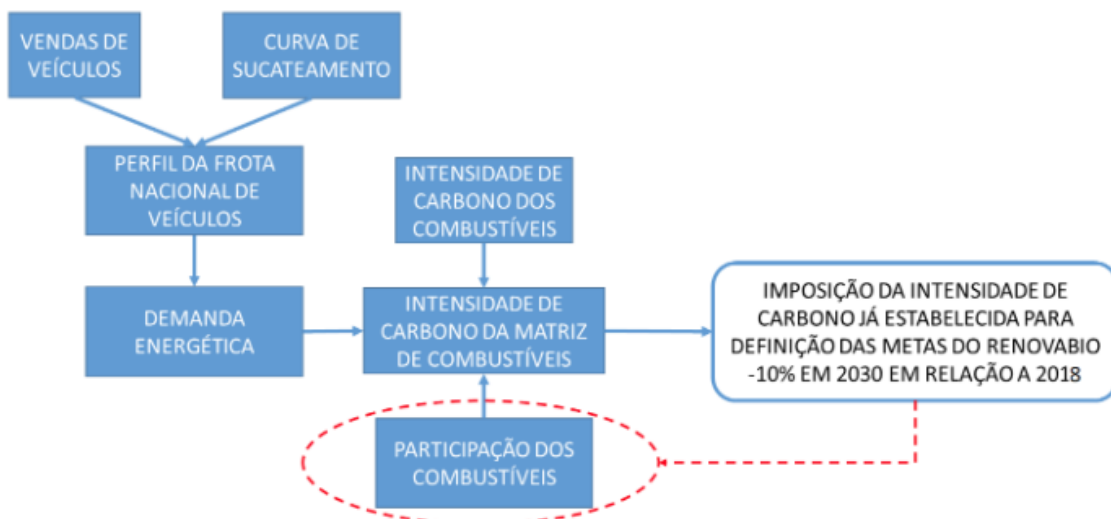 VENDAS DE
VEÍCULOS
CURVA DE
SUCATEAMENTO
PERFIL DA FROTA
NACIONAL DE
VEÍCULOS
INTENSIDADE DE
CARBONO DOS
COMBUSTÍVEIS
DEMANDA
ENERGÉTICA
INTENSIDADE DE
CARBONO DA MATRIZ
DE COMBUSTÍVEIS
IMPOSIÇÃO DA INTENSIDADE DE
CARBONO JÁ ESTABELECIDA PARA
DEFINIÇÃO DAS METAS DO RENOVABIO
-10% EM 2030 EM RELAÇÃO A 2018
PARTICIPAÇÃO DOS
COMBUSTÍVEIS